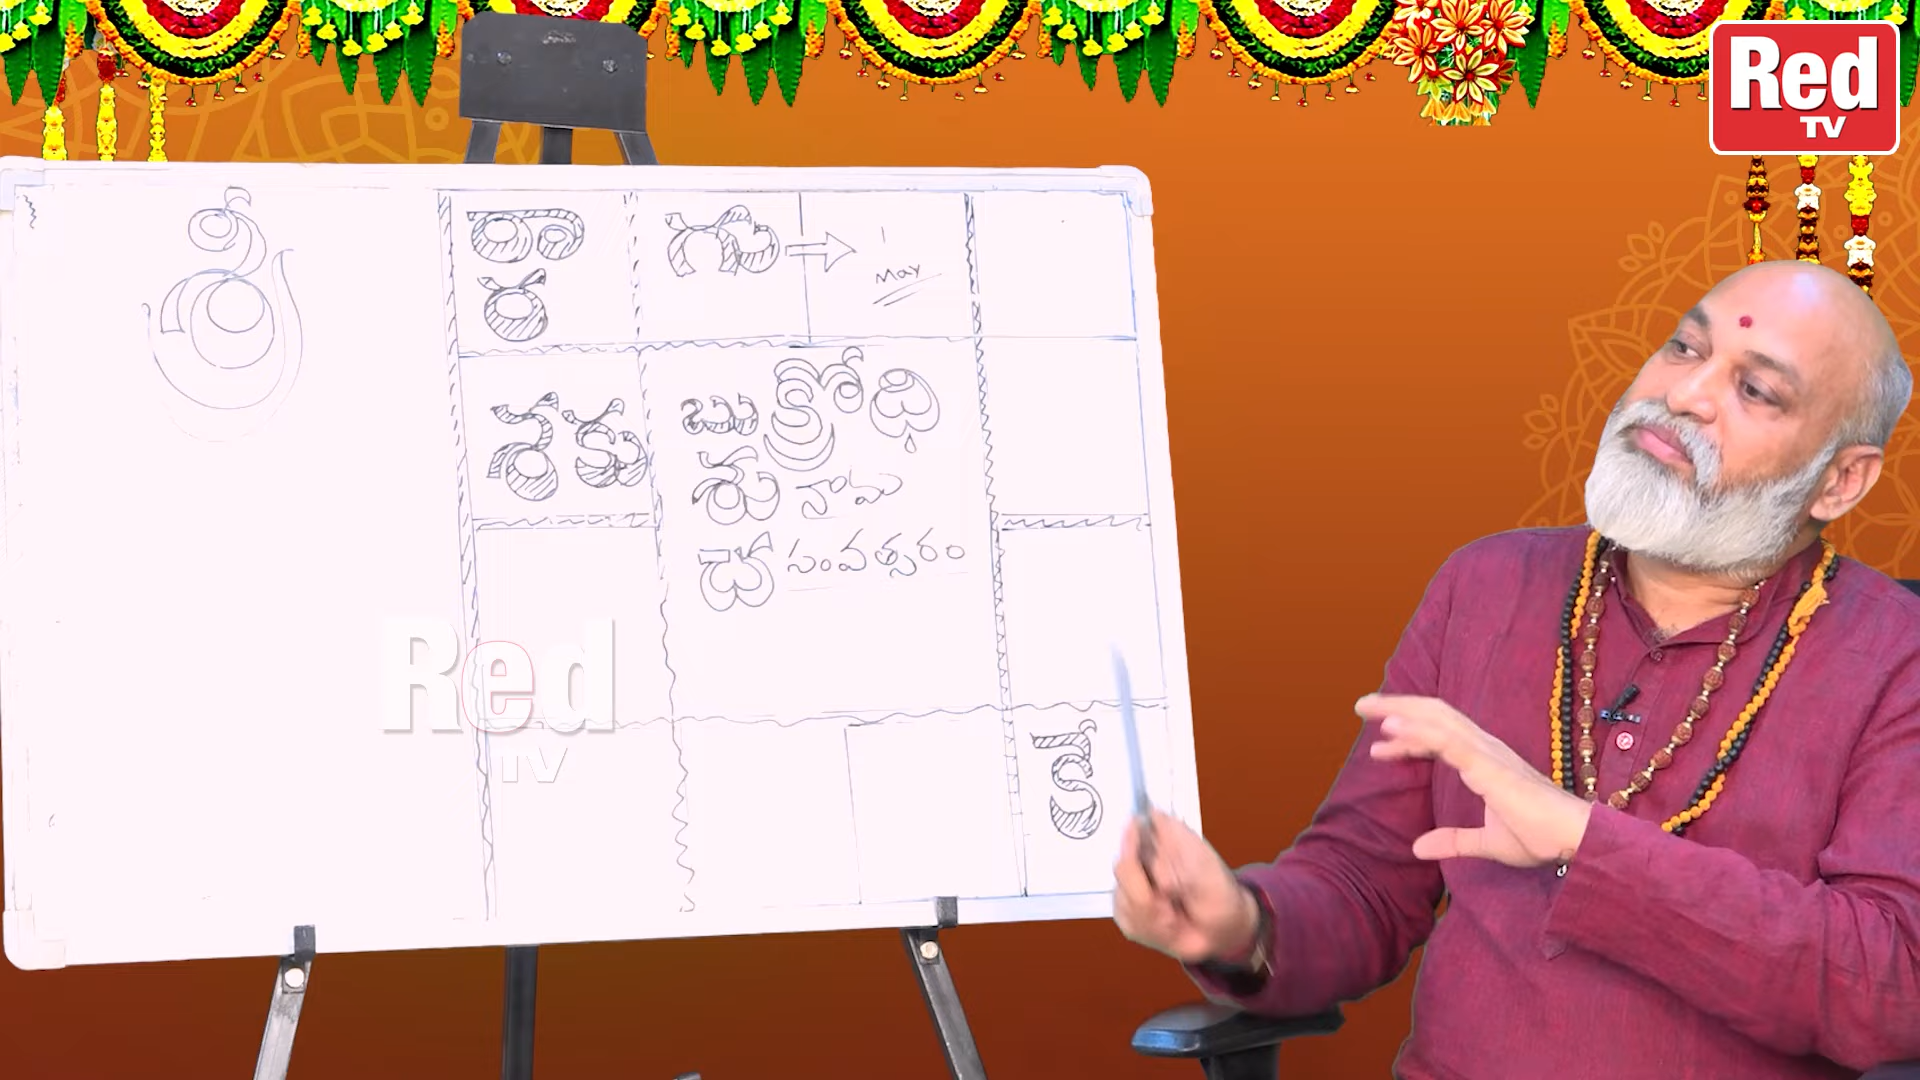 శ్రీ
రా
ర
గు
1
May
శ కు
బు క్రోధి
శు నామ
చ సంవత్సరం
కే
Red
TV
Red
TV